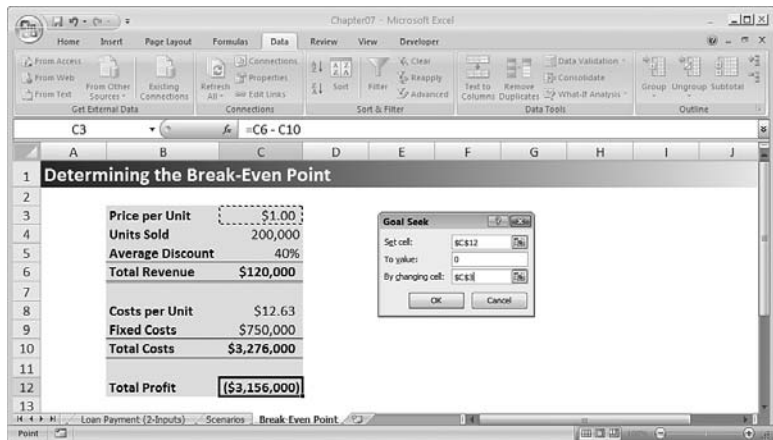 Chapter07 - Microsoft Excel
Home Insert Page Layout Formulas Data Review View Developer
From Access
From Web
From Text
From Other Sources
Existing Connections
Get External Data
Refresh All
Connections
Properties
Edit Links
Connections
Sort
Filter
Clear
Reapply
Advanced
Sort & Filter
Text to Columns
Remove Duplicates
Data Validation
Consolidate
What-If Analysis
Data Tools
Group Ungroup Subtotal
Outline
C3 fx =C6 - C10
A B C D E F G H I J
1 Determining the Break-Even Point
2
3 Price per Unit $1.00
4 Units Sold 200,000
5 Average Discount 40%
6 Total Revenue $120,000
7
8 Costs per Unit $12.63
9 Fixed Costs $750,000
10 Total Costs $3,276,000
11
12 Total Profit ($3,156,000)
13
Goal Seek
Set cell: $C$12
To value: 0
By changing cell: $C$3
OK Cancel
Loan Payment (2-Inputs) Scenarios Break-Even Point
Point